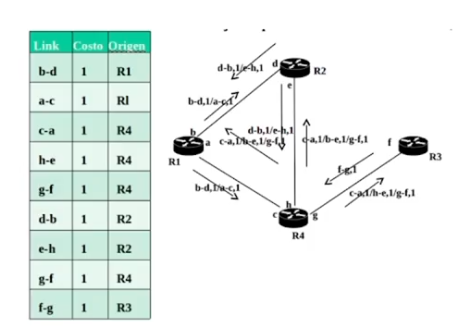 Link Costo Origen
b-d 1 R1
a-c 1 Rl
c-a 1 R4
h-e 1 R4
g-f 1 R4
d-b 1 R2
e-h 1 R2
g-f 1 R4
f-g 1 R3
d-b,1/e-h,1
d
R2
e
b-d,1/a-c,1
b
a
R1
d-b,1/e-h,1
c-a,1/h-e,1/g-f,1
c-a,1/b-e,1/g-f,1
f
R3
f-g,1
b-d,1/a-c,1
c-a,1/h-e,1/g-f,1
h
c
g
R4